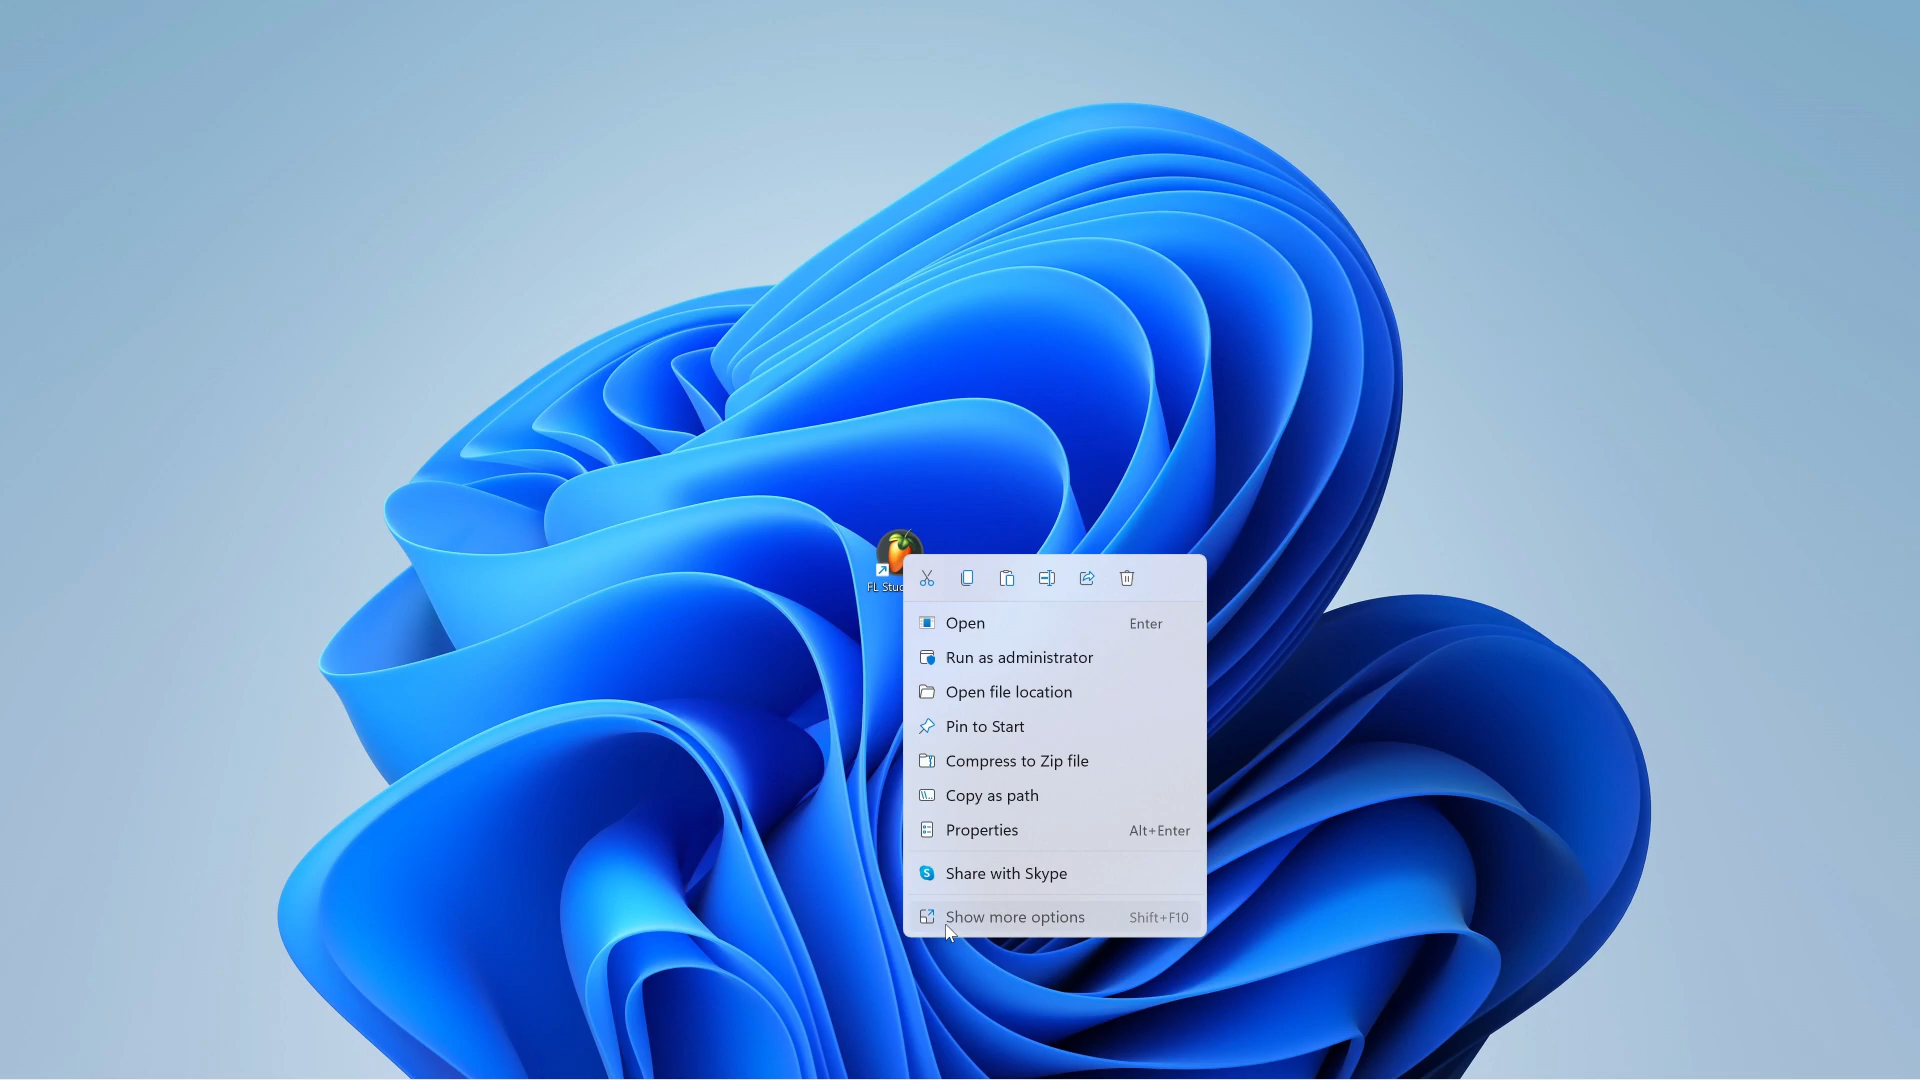 FL
Open Enter
Run as administrator
Open file location
Pin to Start
Compress to Zip file
Copy as path
Properties Alt+Enter
Share with Skype
Show more options Shift+F10